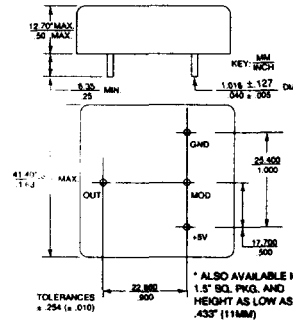 12.70*MAX.
.50 MAX.
KEY: MM
INCH
6.35 MIN.
.25
1.016 ±.127
.040 ± .005
GND
MAX.
25.400
1.000
OUT
MOD
+5V
17.700
.500
22.860
.900
TOLERANCES
± .254 (± .010)
* ALSO AVAILABLE
1.5" SQ. PKG. AND
HEIGHT AS LOW AS
.433" (11MM)